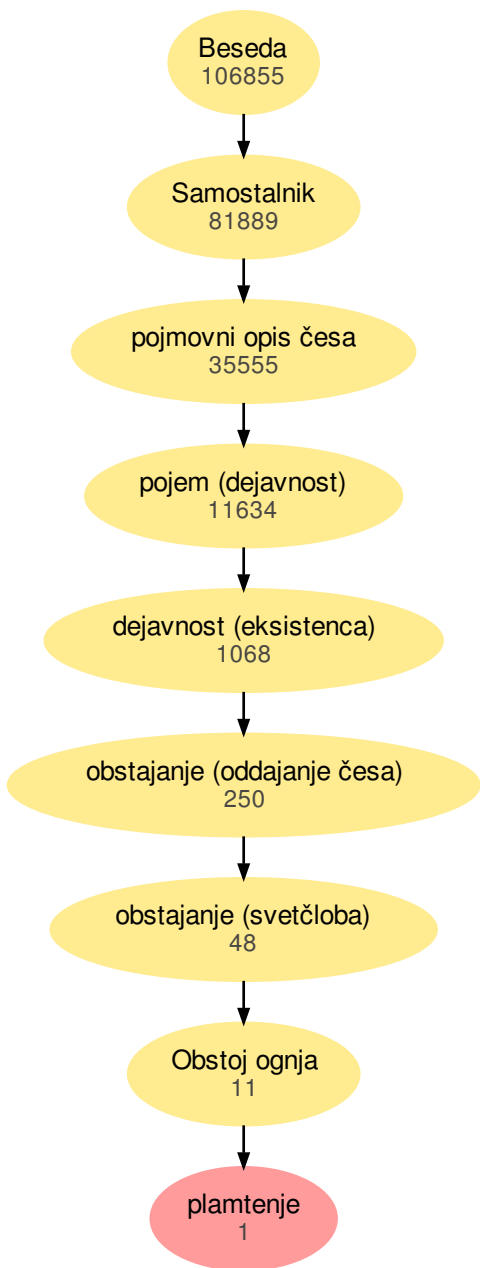 Beseda
106855
Samostalnik
81889
pojmovni opis česa
35555
pojem (dejavnost)
11634
dejavnost (eksistenca)
1068
obstajanje (oddajanje česa)
250
obstajanje (svetčloba)
48
Obstoj ognja
11
plamtenje
1